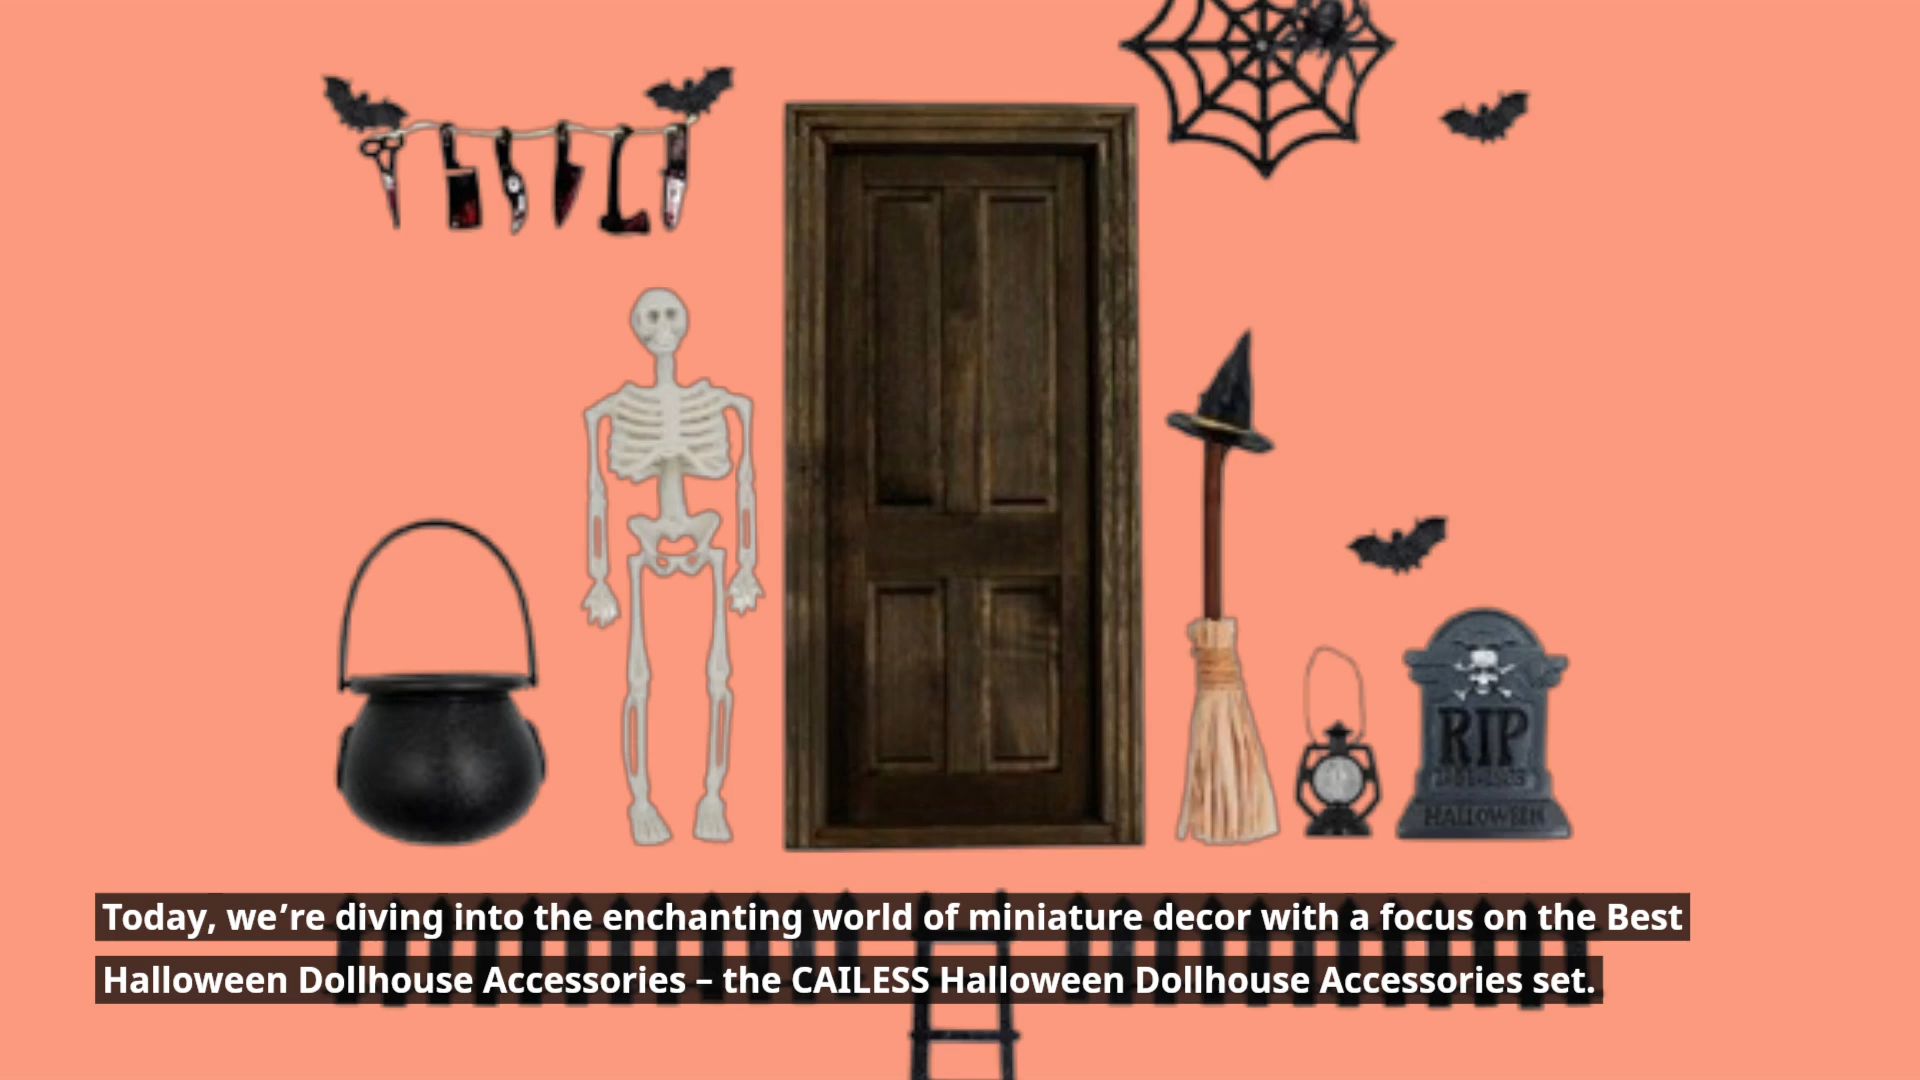 RIP
HALLOWEEN
Today, we’re diving into the enchanting world of miniature decor with a focus on the Best
Halloween Dollhouse Accessories – the CAILESS Halloween Dollhouse Accessories set.